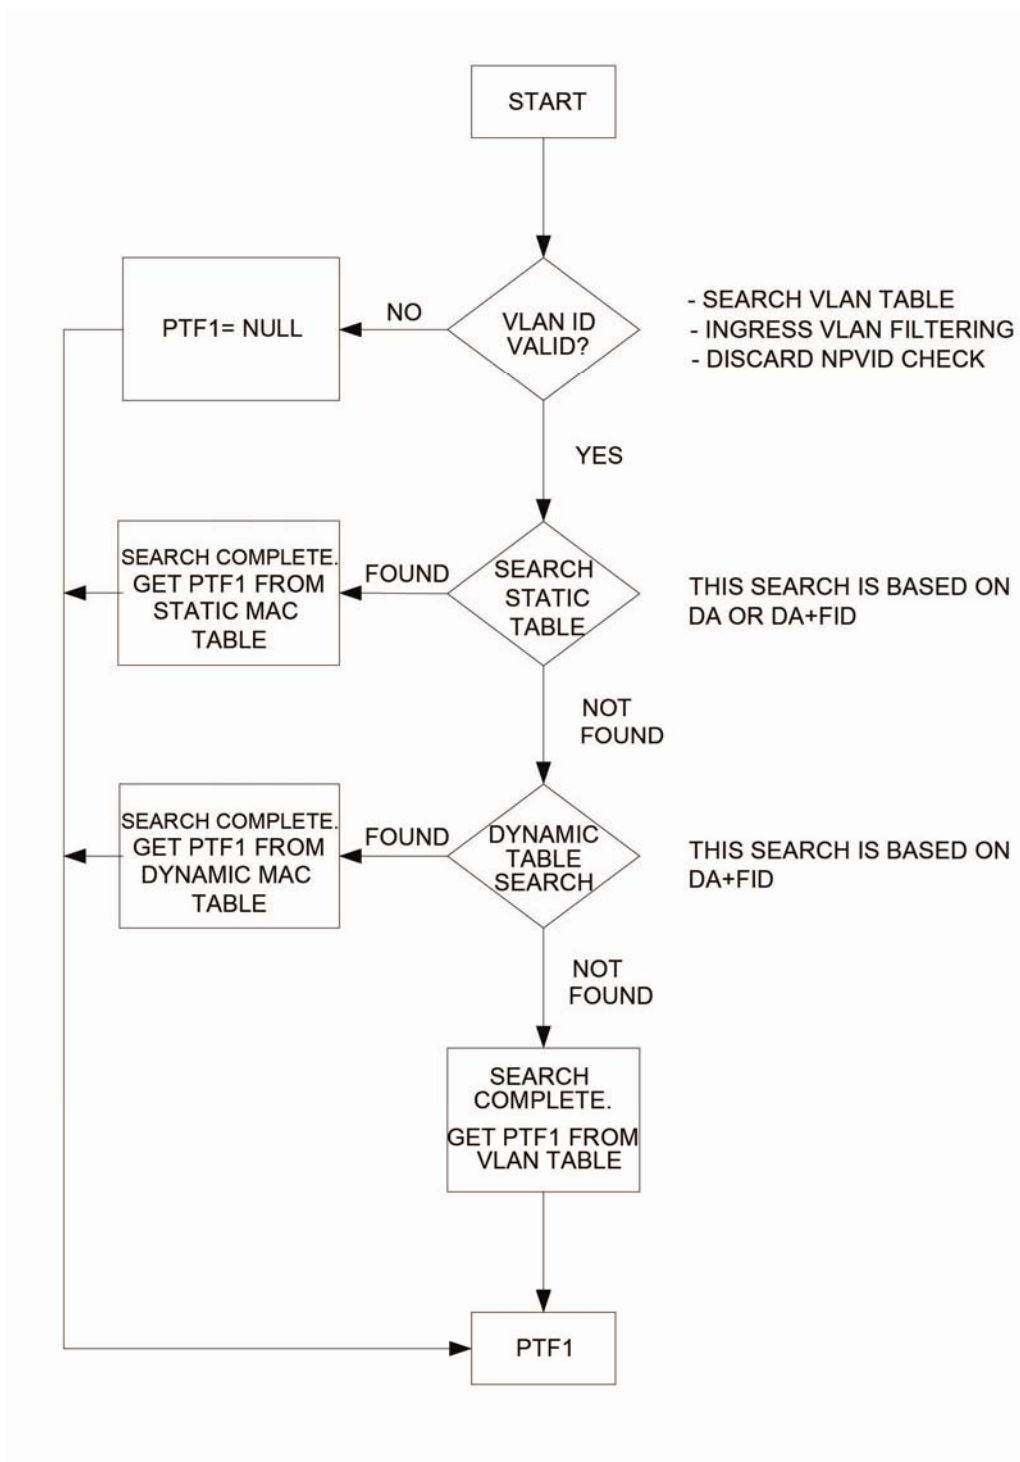 START
PTF1= NULL
NO
VLAN ID
VALID?
- SEARCH VLAN TABLE
- INGRESS VLAN FILTERING
- DISCARD NPVID CHECK
YES
SEARCH COMPLETE.
GET PTF1 FROM
STATIC MAC
TABLE
FOUND
SEARCH
STATIC
TABLE
THIS SEARCH IS BASED ON
DA OR DA+FID
NOT
FOUND
SEARCH COMPLETE.
GET PTF1 FROM
DYNAMIC MAC
TABLE
FOUND
DYNAMIC
TABLE
SEARCH
THIS SEARCH IS BASED ON
DA+FID
NOT
FOUND
SEARCH
COMPLETE.
GET PTF1 FROM
VLAN TABLE
PTF1